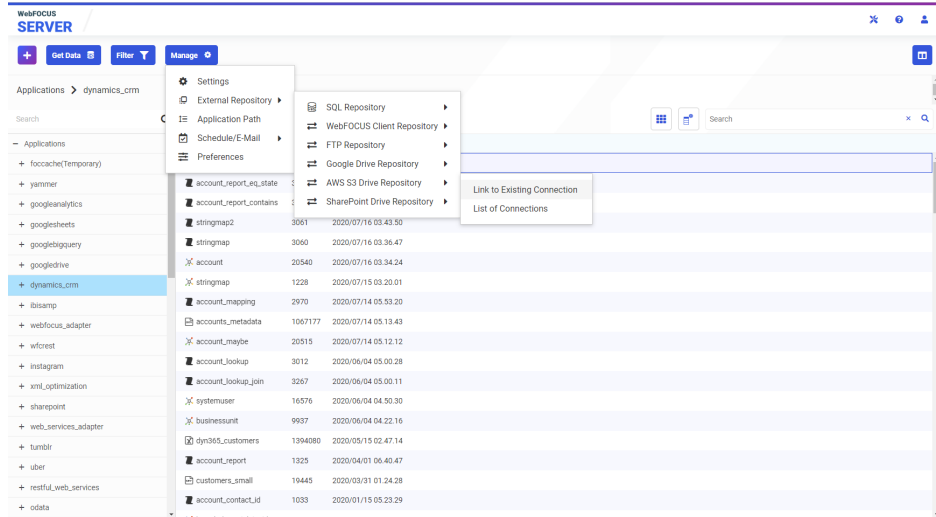 WebFOCUS
SERVER
Get Data
Filter
Manage
Applications > dynamics_crm
Search
Applications
foccache(Temporary)
yammer
googleanalytics
googlesheets
googlebigquery
googledrive
dynamics_crm
ibisamp
webfocus_adapter
wfcrest
instagram
xml_optimization
sharepoint
web_services_adapter
tumblr
uber
restful_web_services
odata
Settings
External Repository
Application Path
Schedule/E-Mail
Preferences
SQL Repository
WebFOCUS Client Repository
FTP Repository
Google Drive Repository
AWS S3 Drive Repository
SharePoint Drive Repository
Link to Existing Connection
List of Connections
Search
account_report_eq_state
account_report_contains
stringmap2 3061 2020/07/16 03.43.50
stringmap 3060 2020/07/16 03.36.47
account 20540 2020/07/16 03.34.24
stringmap 1228 2020/07/15 03.20.01
account_mapping 2970 2020/07/14 05.53.20
accounts_metadata 1067177 2020/07/14 05.13.43
account_maybe 20515 2020/07/14 05.12.12
account_lookup 3012 2020/06/04 05.00.28
account_lookup_join 3267 2020/06/04 05.00.11
systemuser 16576 2020/06/04 04.50.30
businessunit 9937 2020/06/04 04.22.16
dyn365_customers 1394080 2020/05/15 02.47.14
account_report 1325 2020/04/01 06.40.47
customers_small 19445 2020/03/31 01.24.28
account_contact_id 1033 2020/01/15 05.23.29